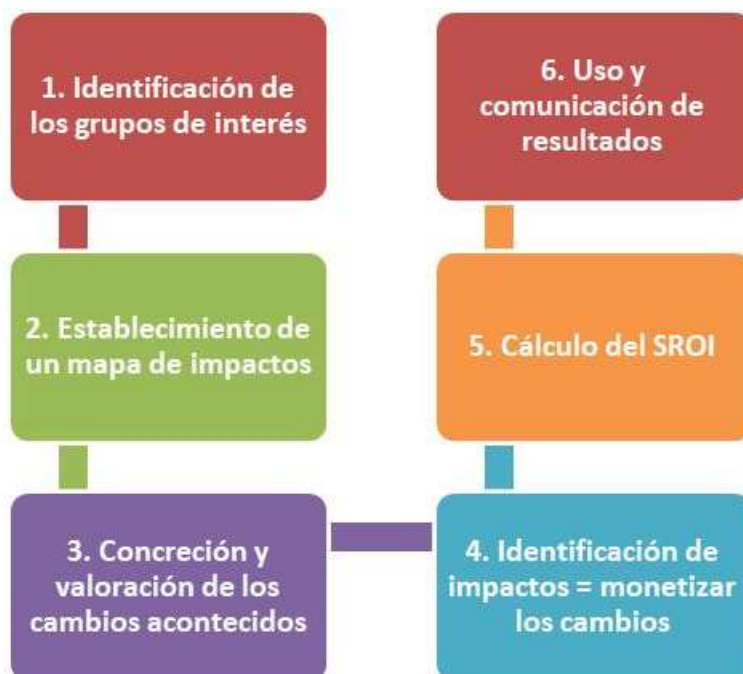 1. Identificación de
los grupos de interés
2. Establecimiento de
un mapa de impactos
3. Concreción y
valoración de los
cambios acontecidos
4. Identificación de
impactos = monetizar
los cambios
5. Cálculo del SROI
6. Uso y
comunicación de
resultados